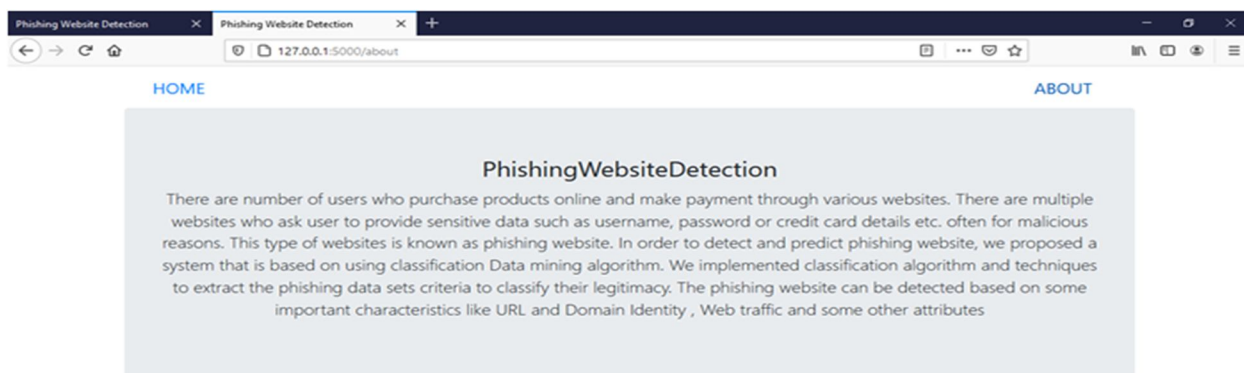 Phishing Website Detection
Phishing Website Detection
127.0.0.1:5000/about
HOME
ABOUT
PhishingWebsiteDetection
There are number of users who purchase products online and make payment through various websites. There are multiple
websites who ask user to provide sensitive data such as username, password or credit card details etc. often for malicious
reasons. This type of websites is known as phishing website. In order to detect and predict phishing website, we proposed a
system that is based on using classification Data mining algorithm. We implemented classification algorithm and techniques
to extract the phishing data sets criteria to classify their legitimacy. The phishing website can be detected based on some
important characteristics like URL and Domain Identity , Web traffic and some other attributes